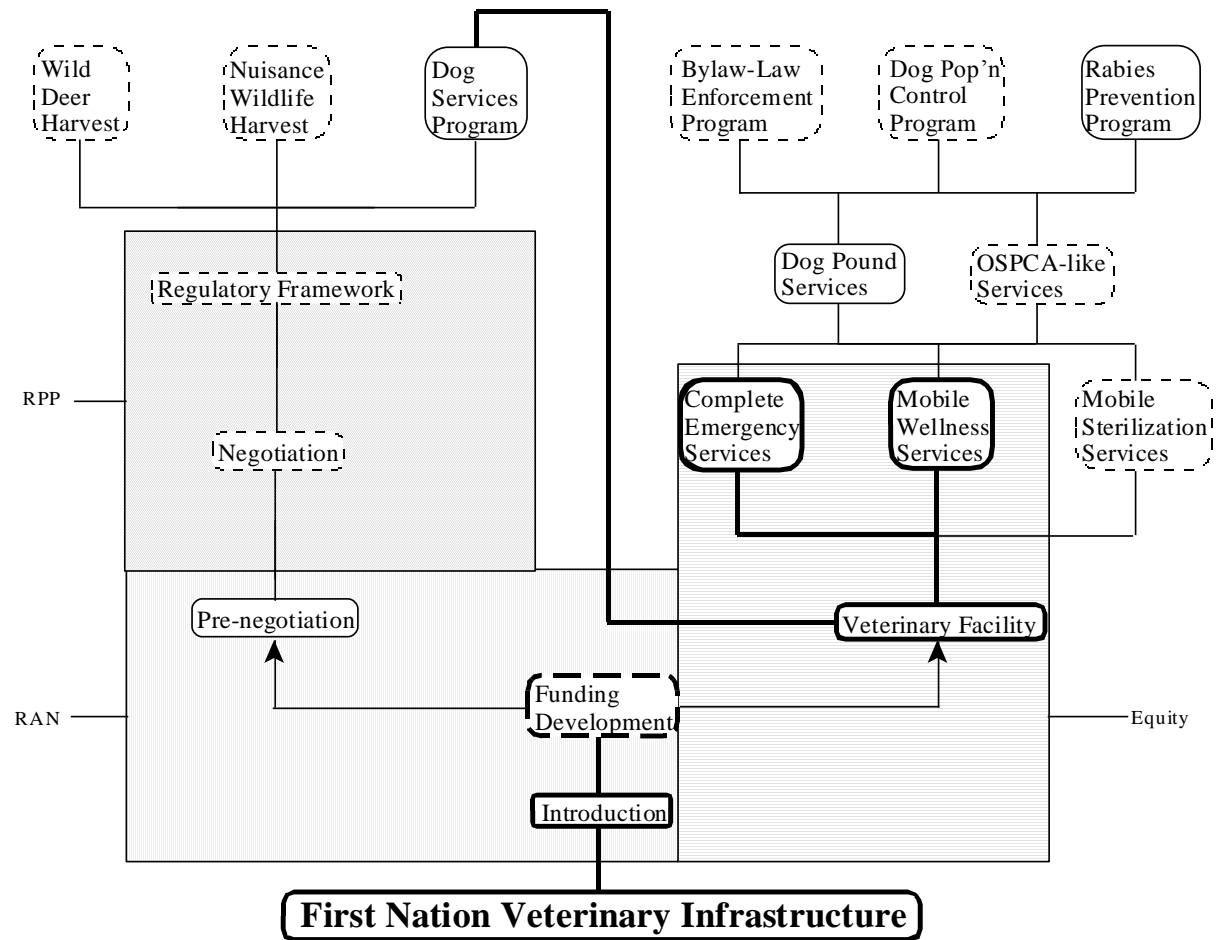 Wild
Deer
Harvest
Nuisance
Wildlife
Harvest
Dog
Services
Program
Bylaw-Law
Enforcement
Program
Dog Pop’n
Control
Program
Rabies
Prevention
Program
Dog Pound
Services
OSPCA-like
Services
Regulatory Framework
RPP
Negotiation
Complete
Emergency
Services
Mobile
Wellness
Services
Mobile
Sterilization
Services
Pre-negotiation
Veterinary Facility
RAN
Funding
Development
Equity
Introduction
First Nation Veterinary Infrastructure